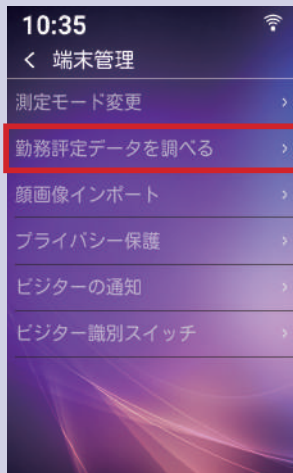 10:35
< 端末管理
測定モード変更 >
勤務評定データを調べる >
顔画像インポート >
プライバシー保護 >
ビジターの通知 >
ビジター識別スイッチ >